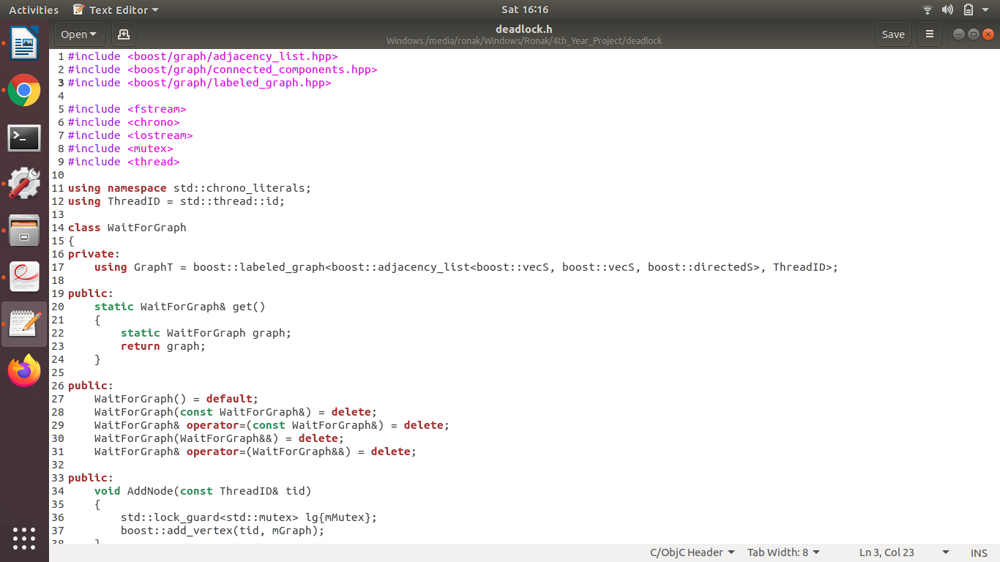 Activities Text Editor Sat 16:16
Open deadlock.h Save
Windows /media/ronak/Windows/Ronak/4th_Year_Project/deadlock
1 #include <boost/graph/adjacency_list.hpp>
2 #include <boost/graph/connected_components.hpp>
3 #include <boost/graph/labeled_graph.hpp>
4
5 #include <fstream>
6 #include <chrono>
7 #include <iostream>
8 #include <mutex>
9 #include <thread>
10
11 using namespace std::chrono_literals;
12 using ThreadID = std::thread::id;
13
14 class WaitForGraph
15 {
16 private:
17     using GraphT = boost::labeled_graph<boost::adjacency_list<boost::vecS, boost::vecS, boost::directedS>, ThreadID>;
18
19 public:
20     static WaitForGraph& get()
21     {
22         static WaitForGraph graph;
23         return graph;
24     }
25
26 public:
27     WaitForGraph() = default;
28     WaitForGraph(const WaitForGraph&) = delete;
29     WaitForGraph& operator=(const WaitForGraph&) = delete;
30     WaitForGraph(WaitForGraph&&) = delete;
31     WaitForGraph& operator=(WaitForGraph&&) = delete;
32
33 public:
34     void AddNode(const ThreadID& tid)
35     {
36         std::lock_guard<std::mutex> lg{mMutex};
37         boost::add_vertex(tid, mGraph);
38     }
C/ObjC Header Tab Width: 8 Ln 3, Col 23 INS